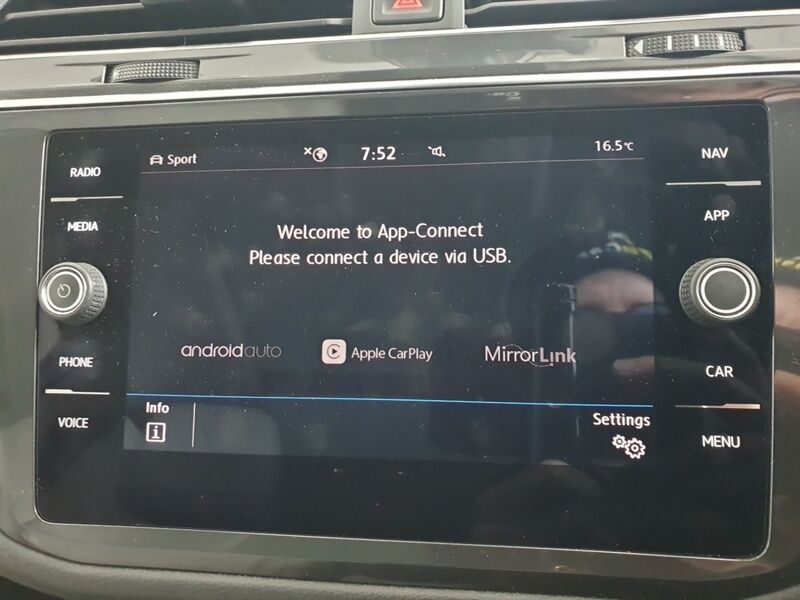 RADIO
MEDIA
PHONE
VOICE
Sport
7:52
16.5°C
Welcome to App-Connect
Please connect a device via USB.
androidauto
Apple CarPlay
MirrorLink
Info
Settings
NAV
APP
CAR
MENU